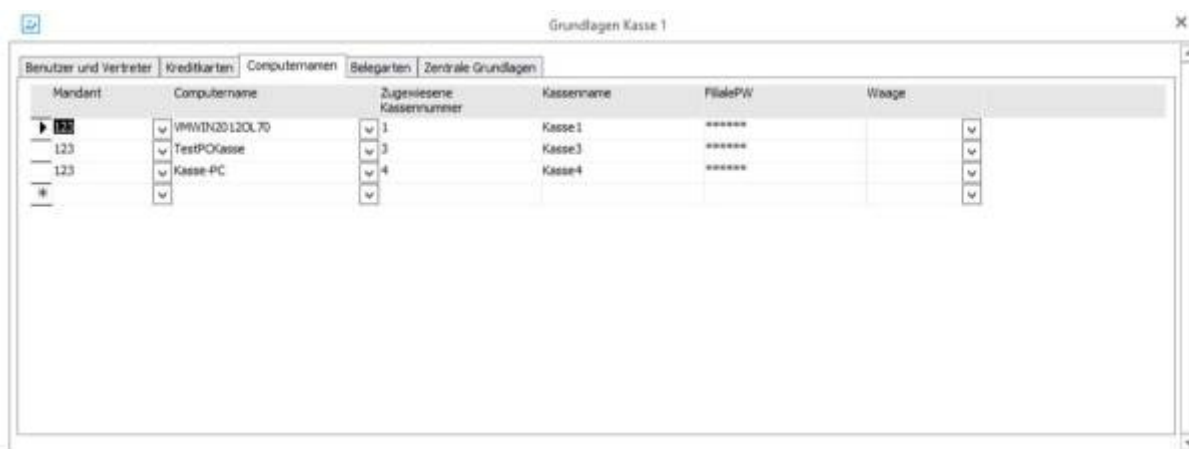 Grundlagen Kasse 1
Benutzer und Vertreter Kreditkarten Computernamen Belegarten Zentrale Grundlagen
Mandant Computername Zugewiesene Kassennummer Kassenname FilialePW Waage
123 VMWIN2012OL70 1 Kasse1 ******
123 TestPCKasse 3 Kasse3 ******
123 Kasse-PC 4 Kasse4 ******